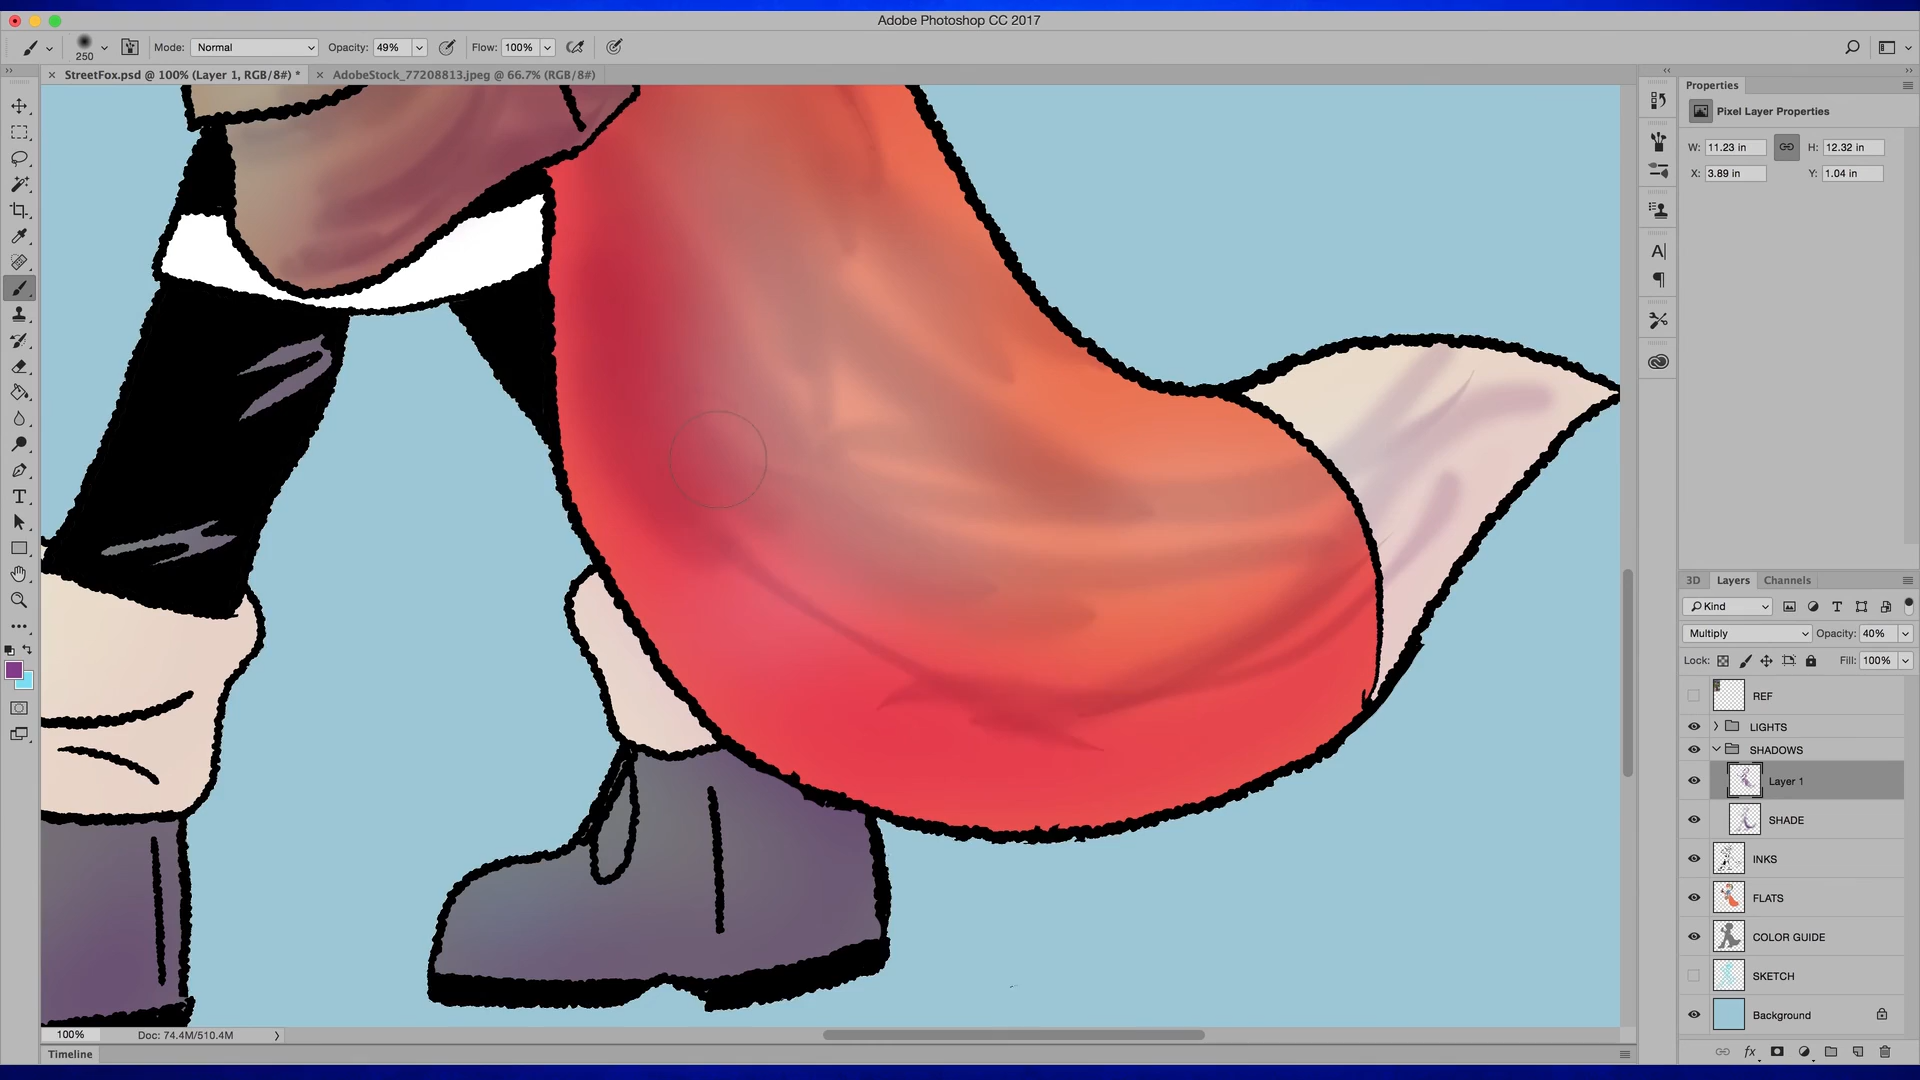 Adobe Photoshop CC 2017
250
Mode: Normal
Opacity: 49%
Flow: 100%
StreetFox.psd @ 100% (Layer 1, RGB/8#) *
AdobeStock_77208813.jpeg @ 66.7% (RGB/8#)
Properties
Pixel Layer Properties
W: 11.23 in
H: 12.32 in
X: 3.89 in
Y: 1.04 in
3D
Layers
Channels
Kind
Multiply
Opacity: 40%
Lock:
Fill: 100%
REF
LIGHTS
SHADOWS
Layer 1
SHADE
INKS
FLATS
COLOR GUIDE
SKETCH
Background
100%
Doc: 74.4M/510.4M
Timeline